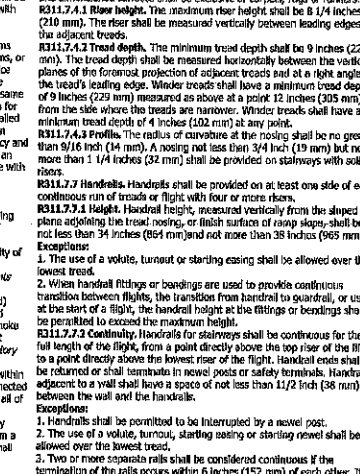 R311.7.4.1 Riser height. The maximum riser height shall be 8 1/4 inches
(210 mm). The riser shall be measured vertically between leading edges
the adjacent treads.
R311.7.4.2 Tread depth. The minimum tread depth shall be 9 inches (22
mm). The tread depth shall be measured horizontally between the vertic
planes of the foremost projection of adjacent treads and at a right angle
the tread's leading edge. Winder treads shall have a minimum tread dep
of 9 inches (229 mm) measured as above at a point 12 inches (305 mm)
from the side where the treads are narrower. Winder treads shall have a
minimum tread depth of 4 inches (102 mm) at any point.
R311.7.4.3 Profile. The radius of curvature at the nosing shall be no gre
than 9/16 inch (14 mm). A nosing not less than 3/4 inch (19 mm) but no
more than 1 1/4 inches (32 mm) shall be provided on stairways with soli
risers.
R311.7.7 Handrails. Handrails shall be provided on at least one side of ea
continuous run of treads or flight with four or more risers.
R311.7.7.1 Height. Handrail height, measured vertically from the sloped
plane adjoining the tread nosing, or finish surface of ramp slope, shall b
not less than 34 inches (864 mm)and not more than 38 inches (965 mm
Exceptions:
1. The use of a volute, turnout or starting easing shall be allowed over th
lowest tread.
2. When handrail fittings or bendings are used to provide continuous
transition between flights, the transition from handrail to guardrail, or us
at the start of a flight, the handrail height at the fittings or bendings sha
be permitted to exceed the maximum height.
R311.7.7.2 Continuity. Handrails for stairways shall be continuous for the
full length of the flight, from a point directly above the top riser of the fli
to a point directly above the lowest riser of the flight. Handrail ends shal
be returned or shall terminate in newel posts or safety terminals. Handra
adjacent to a wall shall have a space of not less than 11/2 inch (38 mm)
between the wall and the handrails.
Exceptions:
1. Handrails shall be permitted to be interrupted by a newel post.
2. The use of a volute, turnout, starting easing or starting newel shall be
allowed over the lowest tread.
3. Two or more separated rails shall be considered continuous if the
termination of the rails occurs within 6 inches (152 mm) of each other. If